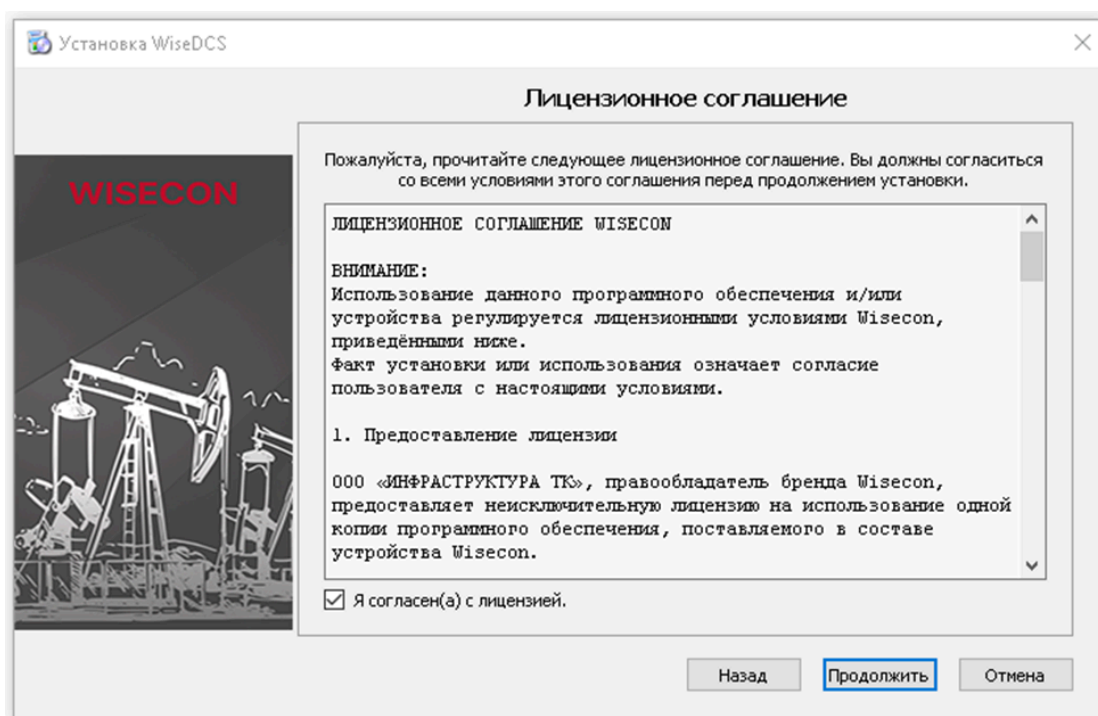 Установка WiseDCS
Лицензионное соглашение
WISECON
Пожалуйста, прочитайте следующее лицензионное соглашение. Вы должны согласиться
со всеми условиями этого соглашения перед продолжением установки.
ЛИЦЕНЗИОННОЕ СОГЛАШЕНИЕ WISECON
ВНИМАНИЕ:
Использование данного программного обеспечения и/или
устройства регулируется лицензионными условиями Wisecon,
приведёнными ниже.
Факт установки или использования означает согласие
пользователя с настоящими условиями.
1. Предоставление лицензии
ООО «ИНФРАСТРУКТУРА ТК», правообладатель бренда Wisecon,
предоставляет неисключительную лицензию на использование одной
копии программного обеспечения, поставляемого в составе
устройства Wisecon.
Я согласен(а) с лицензией.
Назад
Продолжить
Отмена